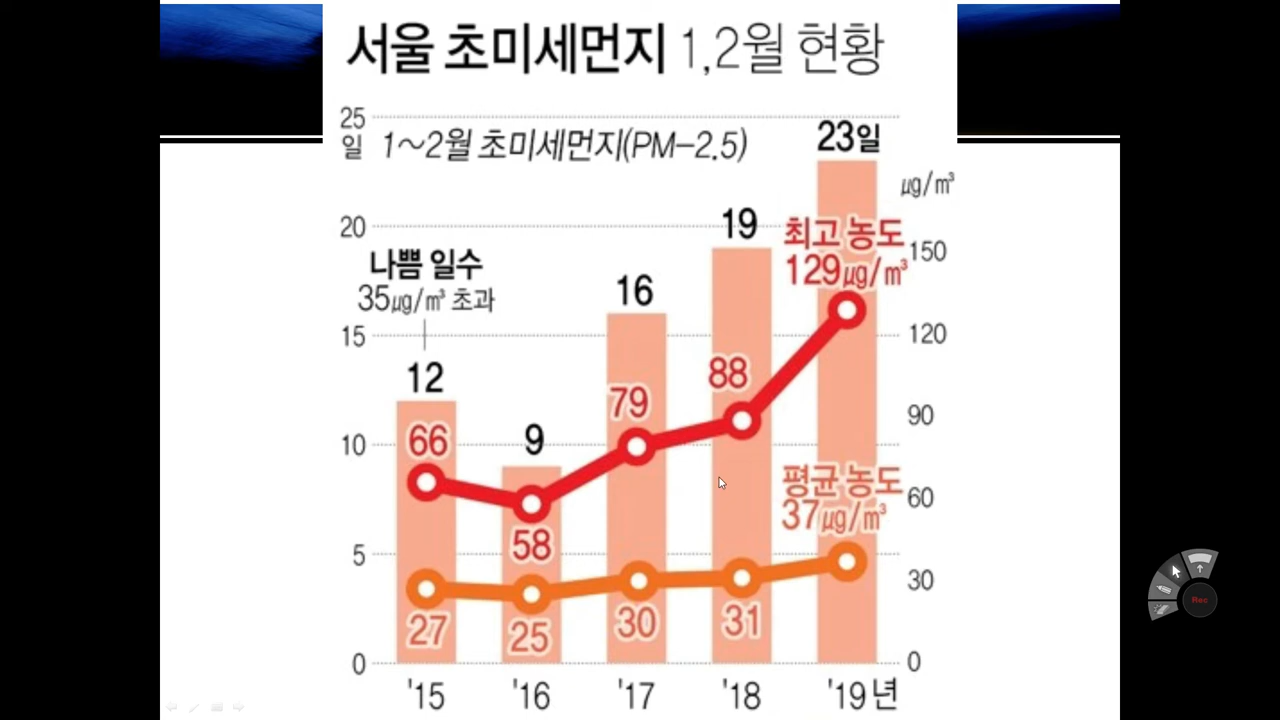 서울 초미세먼지 1,2월 현황
25
일
1~2월 초미세먼지(PM-2.5)
23일
μg/㎥
20
19
최고 농도
129μg/㎥
150
나쁨 일수
35μg/㎥ 초과
16
15
120
12
88
79
90
66
9
10
평균 농도
37μg/㎥
60
58
5
30
27
25
30
31
0
0
'15
'16
'17
'18
'19년
Rec